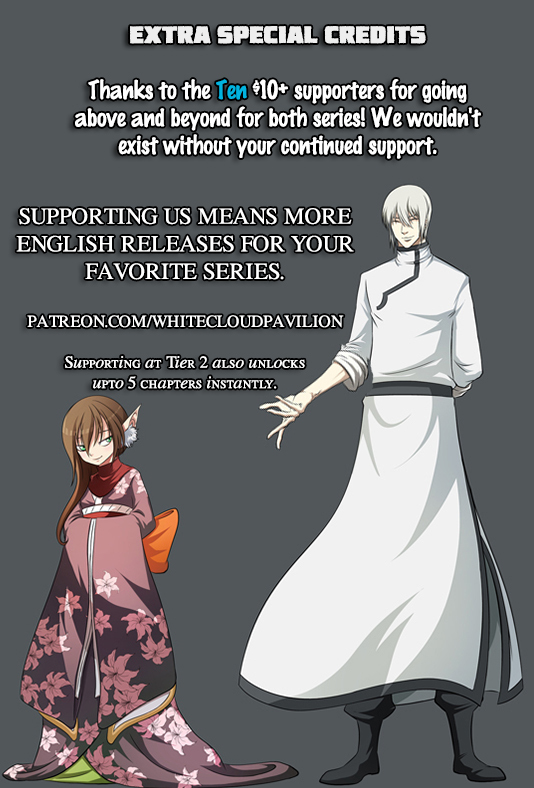 EXTRA SPECIAL CREDITS
Thanks to the Ten $10+ supporters for going
above and beyond for both series! We wouldn't
exist without your continued support.
SUPPORTING US MEANS MORE
ENGLISH RELEASES FOR YOUR
FAVORITE SERIES.
PATREON.COM/WHITECLOUDPAVILION
Supporting at Tier 2 also unlocks
upto 5 chapters instantly.